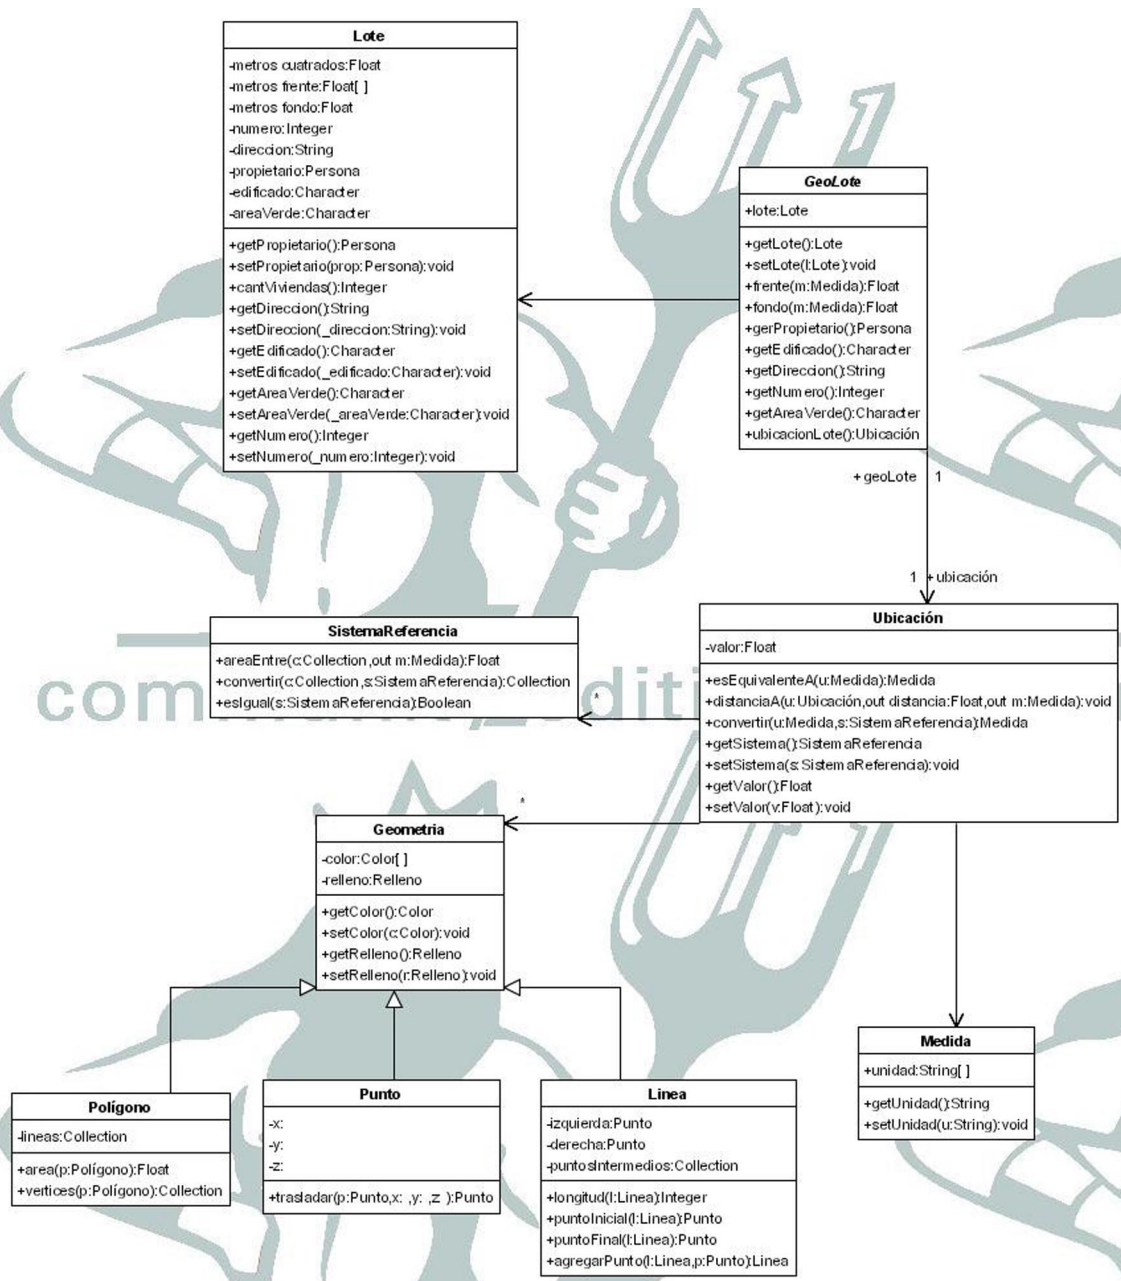 Lote
-metros cuatrados:Float
-metros frente:Float[ ]
-metros fondo:Float
-numero:Integer
-direccion:String
-propietario:Persona
-edificado:Character
-areaVerde:Character
+getPropietario():Persona
+setPropietario(prop:Persona):void
+cantViviendas():Integer
+getDireccion():String
+setDireccion(_direccion:String):void
+getEdificado():Character
+setEdificado(_edificado:Character):void
+getAreaVerde():Character
+setAreaVerde(_areaVerde:Character):void
+getNumero():Integer
+setNumero(_numero:Integer):void
GeoLote
+lote:Lote
+getLote():Lote
+setLote(l:Lote):void
+frente(m:Medida):Float
+fondo(m:Medida):Float
+gerPropietario():Persona
+getEdificado():Character
+getDireccion():String
+getNumero():Integer
+getAreaVerde():Character
+ubicacionLote():Ubicación
+ geoLote 1
1 + ubicación
SistemaReferencia
+areaEntre(c:Collection,out m:Medida):Float
+convertir(c:Collection,s:SistemaReferencia):Collection
+esIgual(s:SistemaReferencia):Boolean
*
Ubicación
-valor:Float
+esEquivalenteA(u:Medida):Medida
+distanciaA(u:Ubicación,out distancia:Float,out m:Medida):void
+convertir(u:Medida,s:SistemaReferencia):Medida
+getSistema():SistemaReferencia
+setSistema(s:SistemaReferencia):void
+getValor():Float
+setValor(v:Float):void
*
Geometria
-color:Color[ ]
-relleno:Relleno
+getColor():Color
+setColor(c:Color):void
+getRelleno():Relleno
+setRelleno(r:Relleno):void
Medida
+unidad:String[ ]
+getUnidad():String
+setUnidad(u:String):void
Polígono
-lineas:Collection
+area(p:Polígono):Float
+vertices(p:Polígono):Collection
Punto
-x:
-y:
-z:
+trasladar(p:Punto,x: ,y: ,z: ):Punto
Linea
-izquierda:Punto
-derecha:Punto
-puntosIntermedios:Collection
+longitud(l:Linea):Integer
+puntoInicial(l:Linea):Punto
+puntoFinal(l:Linea):Punto
+agregarPunto(l:Linea,p:Punto):Linea